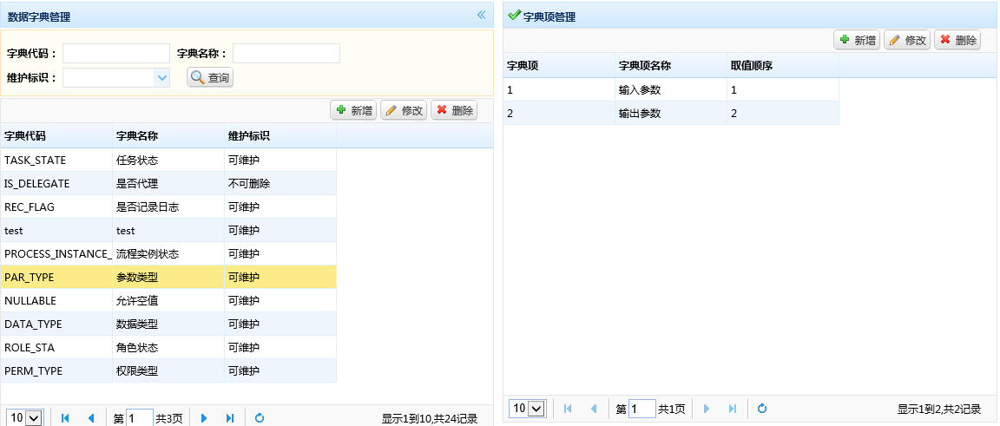 数据字典管理
字典代码： 字典名称：
维护标识： 查询
新增 修改 删除
字典代码 字典名称 维护标识
TASK_STATE 任务状态 可维护
IS_DELEGATE 是否代理 不可删除
REC_FLAG 是否记录日志 可维护
test test 可维护
PROCESS_INSTANCE_ 流程实例状态 可维护
PAR_TYPE 参数类型 可维护
NULLABLE 允许空值 可维护
DATA_TYPE 数据类型 可维护
ROLE_STA 角色状态 可维护
PERM_TYPE 权限类型 可维护
10 第 1 共3页 显示1到10,共24记录
字典项管理
新增 修改 删除
字典项 字典项名称 取值顺序
1 输入参数 1
2 输出参数 2
10 第 1 共1页 显示1到2,共2记录